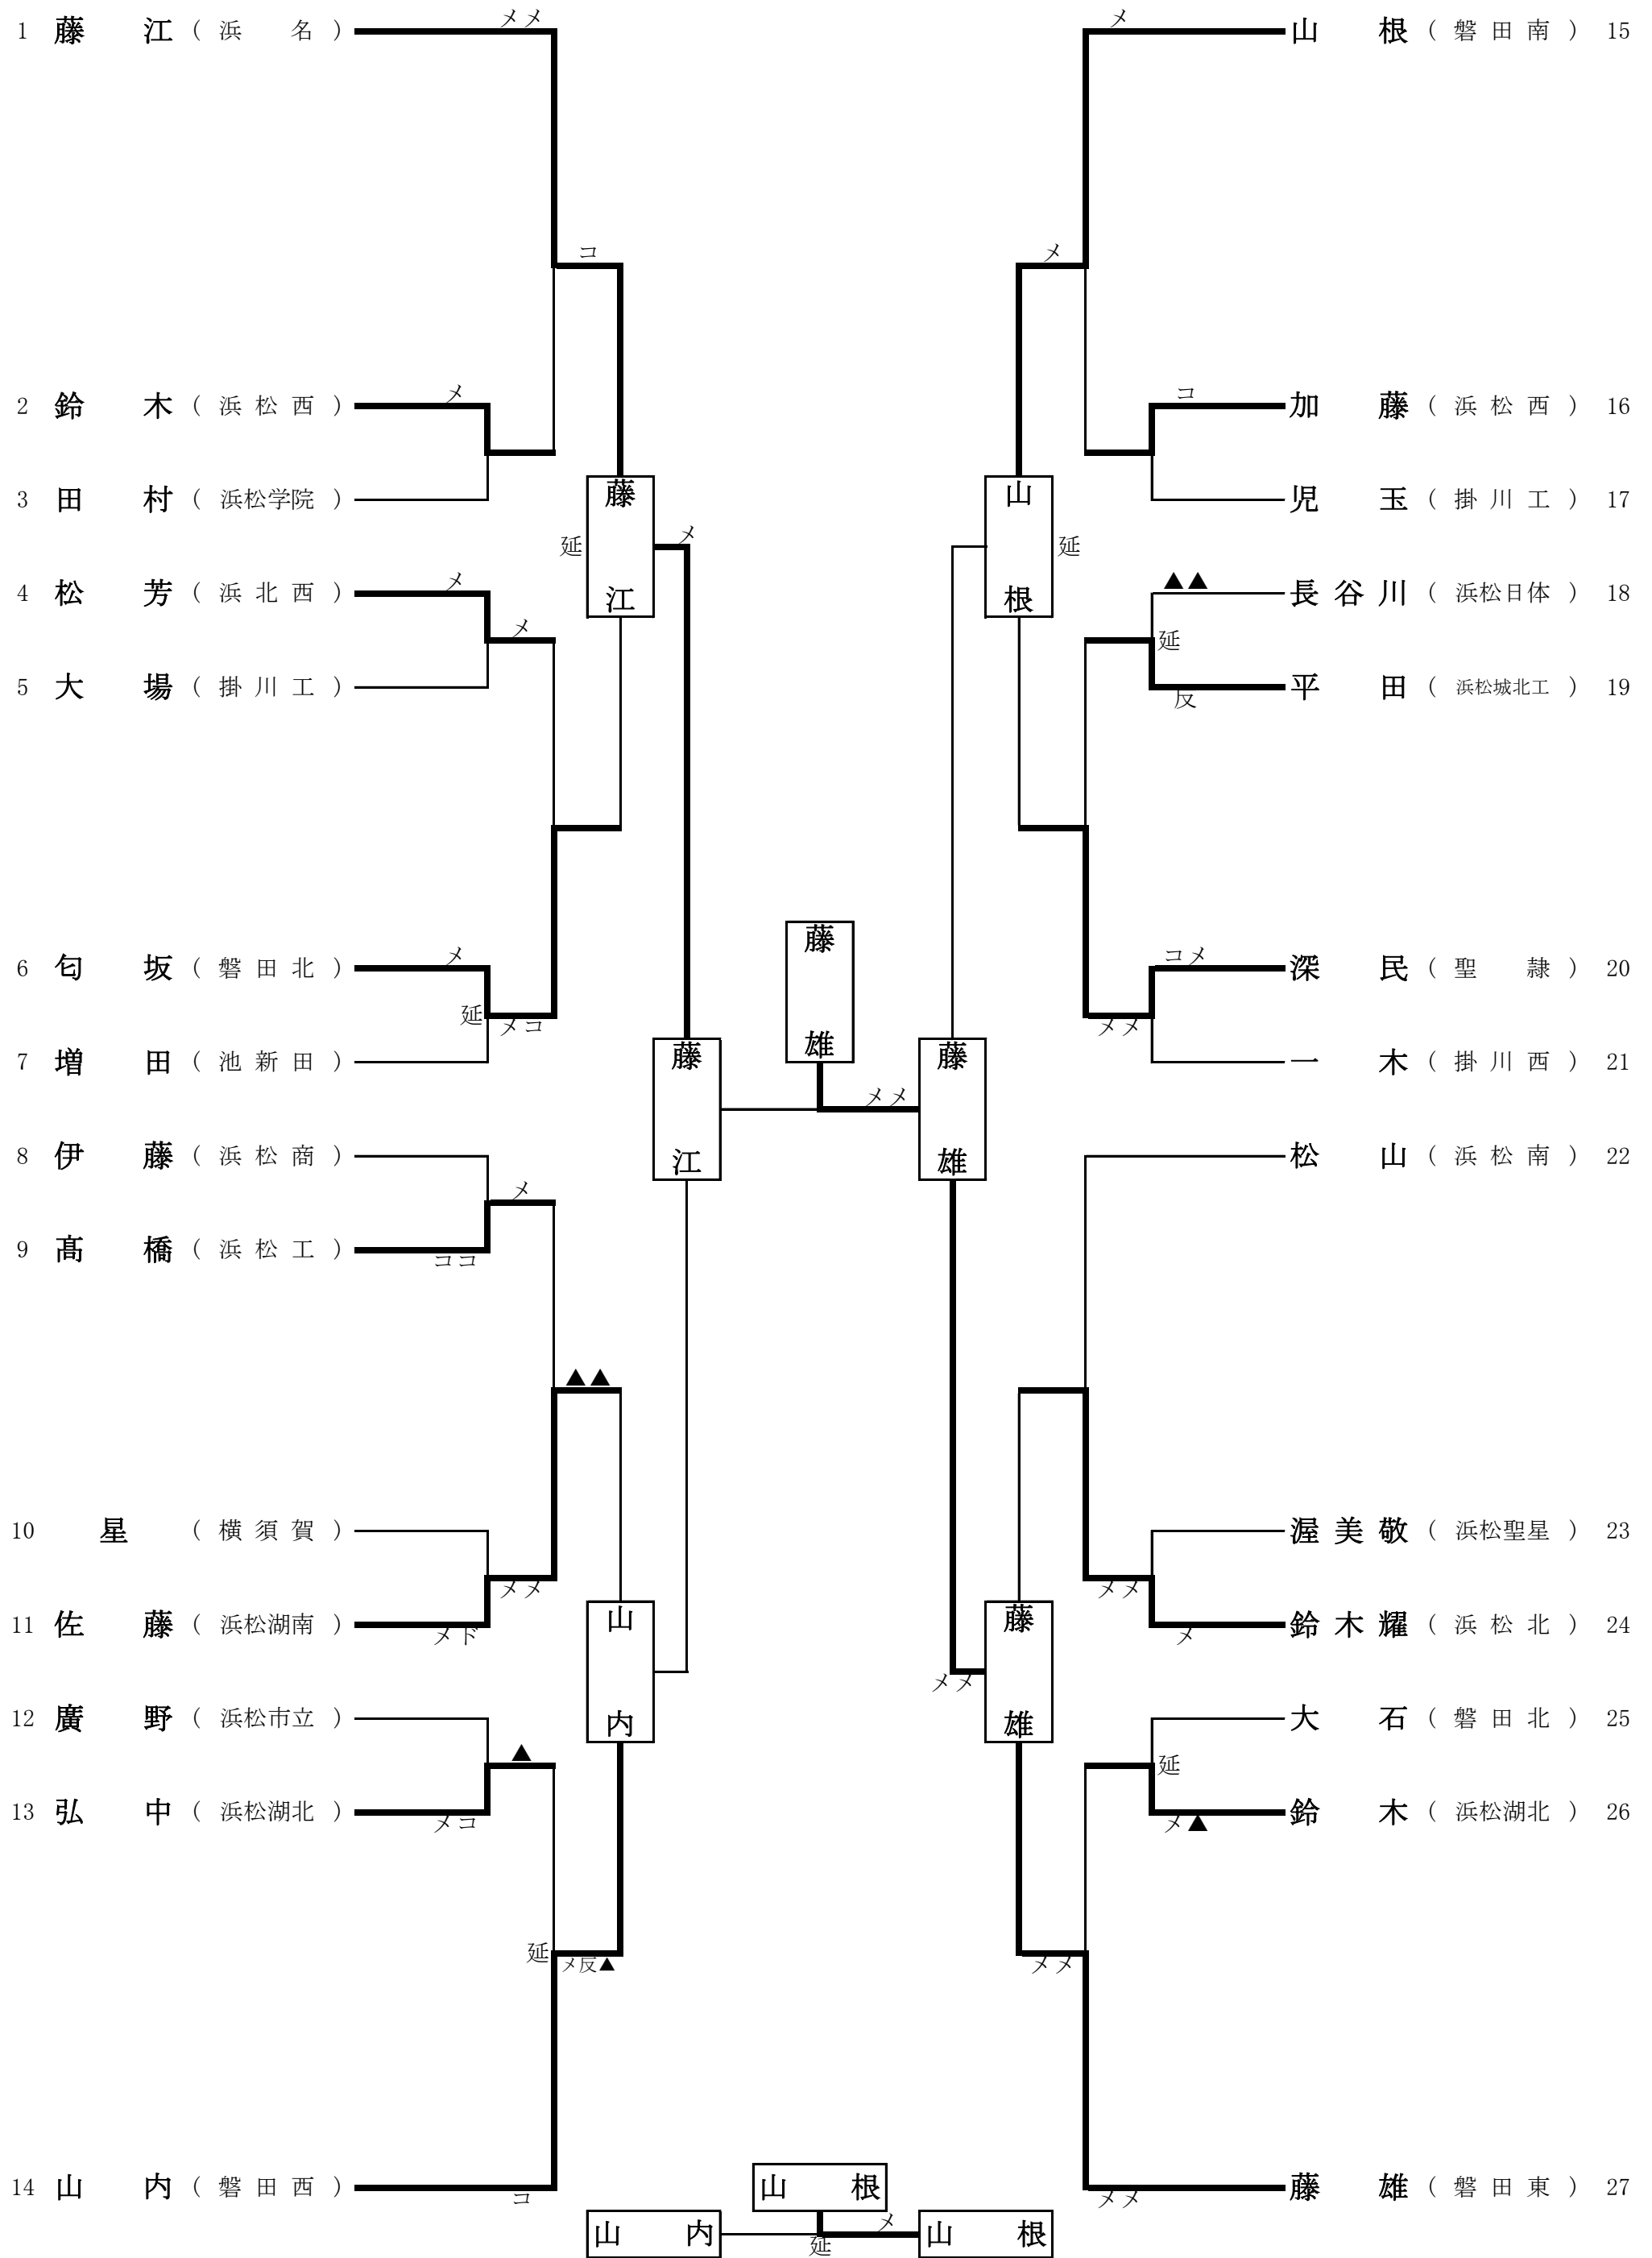 メメ
メ
1 藤江(浜名)
山根(磐田南)15
コ
メ
メ
コ
2 鈴木(浜松西)
加藤(浜松西)16
3 田村(浜松学院)
児玉(掛川工)17
藤江
山根
延
メ
延
メ
▲▲
4 松芳(浜北西)
長谷川(浜松日体)18
メ
延
5 大場(掛川工)
平田(浜松城北工)19
反
藤雄
メ
コメ
6 匂坂(磐田北)
深民(聖隷)20
延
メコ
メメ
7 増田(池新田)
一木(掛川西)21
藤江
藤雄
メメ
8 伊藤(浜松商)
松山(浜松南)22
メ
9 髙橋(浜松工)
ココ
▲▲
10 星(横須賀)
渥美敬(浜松聖星)23
メメ
メメ
11 佐藤(浜松湖南)
鈴木耀(浜松北)24
メド
メ
山内
藤雄
メメ
12 廣野(浜松市立)
大石(磐田北)25
▲
延
13 弘中(浜松湖北)
鈴木(浜松湖北)26
メコ
メ▲
延
メ反▲
メメ
14 山内(磐田西)
藤雄(磐田東)27
コ
メメ
山根
メ
山内
山根
延